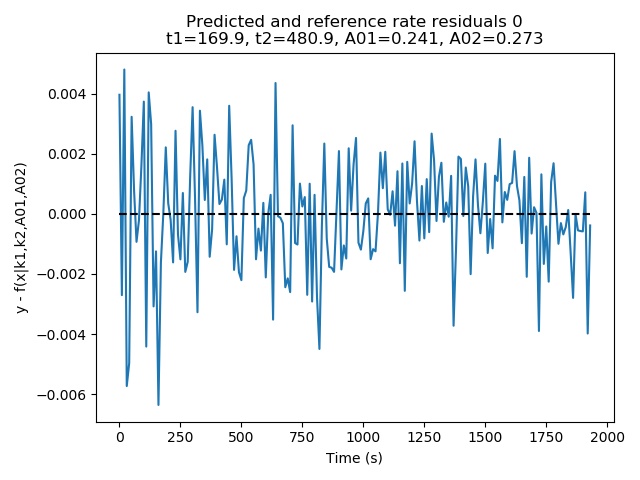 Predicted and reference rate residuals 0
t1=169.9, t2=480.9, A01=0.241, A02=0.273
0.004
0.002
0.000
−0.002
−0.004
−0.006
y - f(x|k1,k2,A01,A02)
0 250 500 750 1000 1250 1500 1750 2000
Time (s)